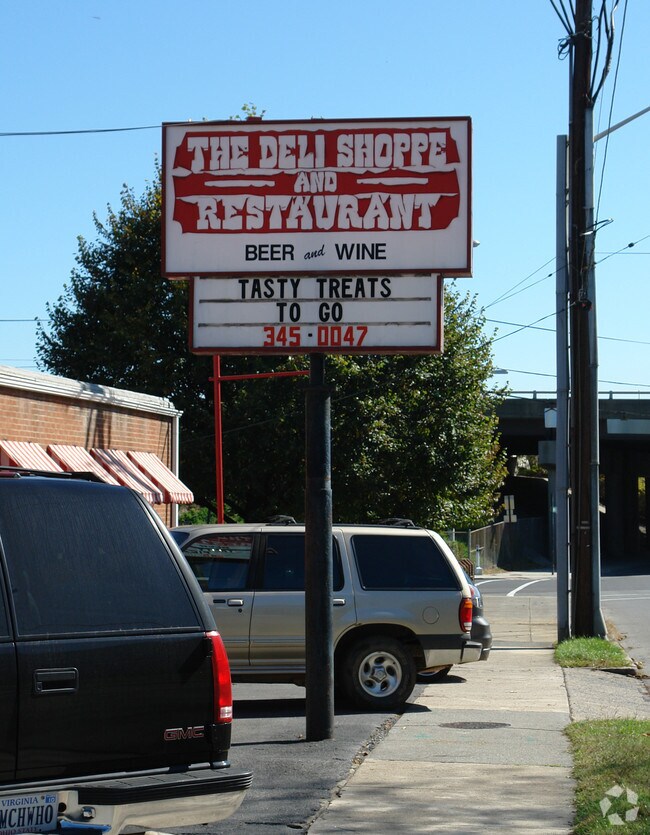 THE DELI SHOPPE
AND
RESTAURANT
BEER and WINE
TASTY TREATS
TO GO
345-0047
GMC
VIRGINIA
MCHWHO